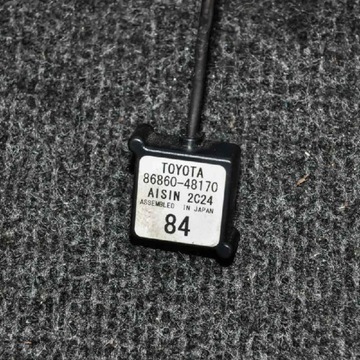 TOYOTA
86860-48170
AISIN 2C24
ASSEMBLED IN JAPAN
84